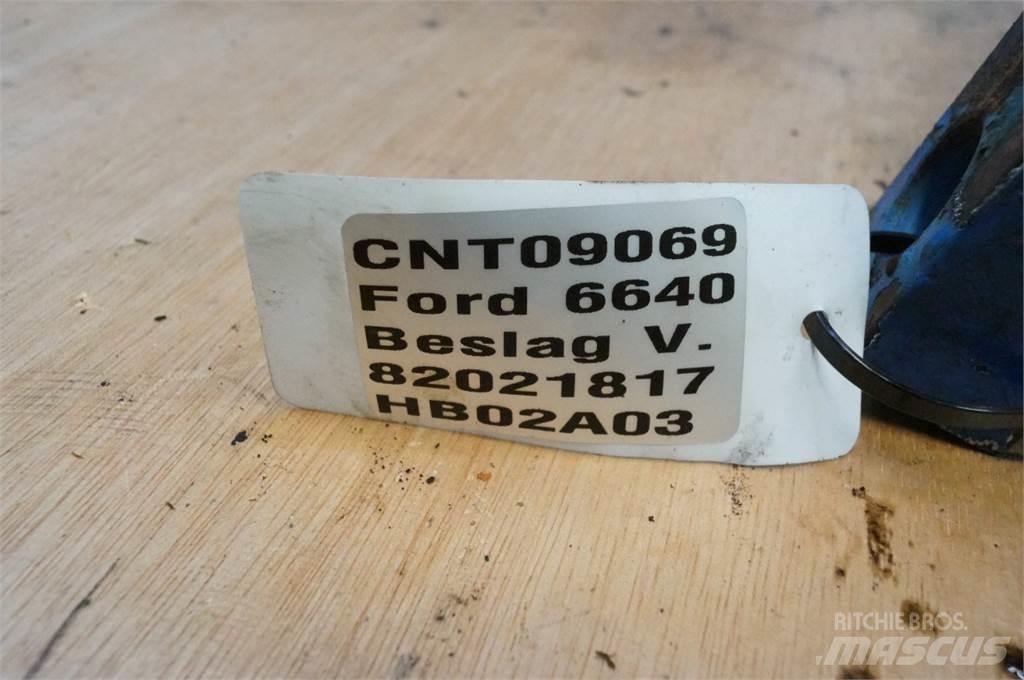 CNT09069
Ford 6640
Beslag V.
82021817
HB02A03
RITCHIE BROS.
MASCUS